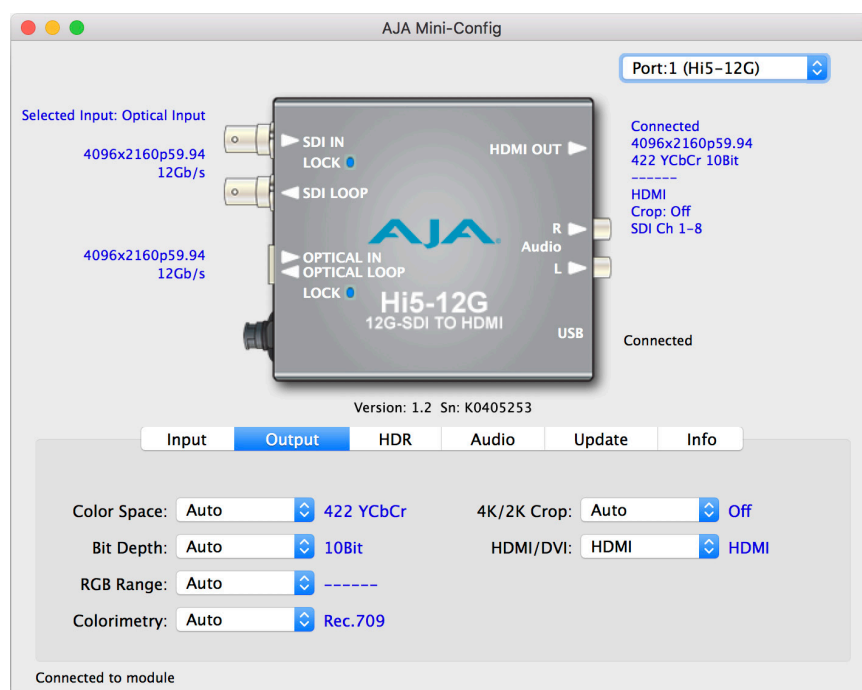 AJA Mini-Config
Port:1 (Hi5-12G)
Selected Input: Optical Input
4096x2160p59.94
12Gb/s
4096x2160p59.94
12Gb/s
SDI IN
LOCK
SDI LOOP
OPTICAL IN
OPTICAL LOOP
LOCK
HDMI OUT
AJA
R
Audio
L
Hi5-12G
12G-SDI TO HDMI
USB
Connected
4096x2160p59.94
422 YCbCr 10Bit
------
HDMI
Crop: Off
SDI Ch 1-8
Connected
Version: 1.2 Sn: K0405253
Input Output HDR Audio Update Info
Color Space: Auto 422 YCbCr 4K/2K Crop: Auto Off
Bit Depth: Auto 10Bit HDMI/DVI: HDMI HDMI
RGB Range: Auto ------
Colorimetry: Auto Rec.709
Connected to module